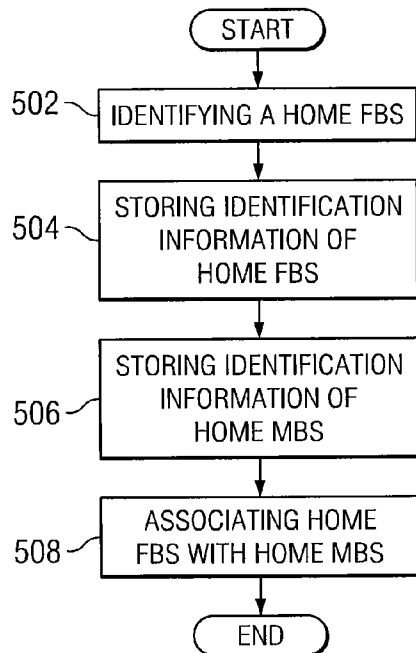 START
502
IDENTIFYING A HOME FBS
504
STORING IDENTIFICATION
INFORMATION OF
HOME FBS
506
STORING IDENTIFICATION
INFORMATION OF
HOME MBS
508
ASSOCIATING HOME
FBS WITH HOME MBS
END